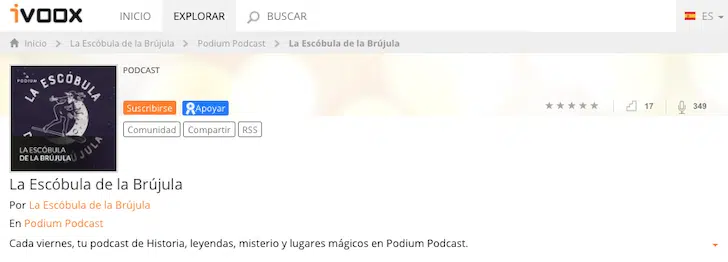 iVOOX
INICIO
EXPLORAR
BUSCAR
ES
Inicio
La Escóbula de la Brújula
Podium Podcast
La Escóbula de la Brújula
PODIUM
LA ESCÓBULA
LA ESCÓBULA
DE LA BRÚJULA
PODCAST
Suscribirse
Apoyar
17
349
Comunidad
Compartir
RSS
La Escóbula de la Brújula
Por La Escóbula de la Brújula
En Podium Podcast
Cada viernes, tu podcast de Historia, leyendas, misterio y lugares mágicos en Podium Podcast.